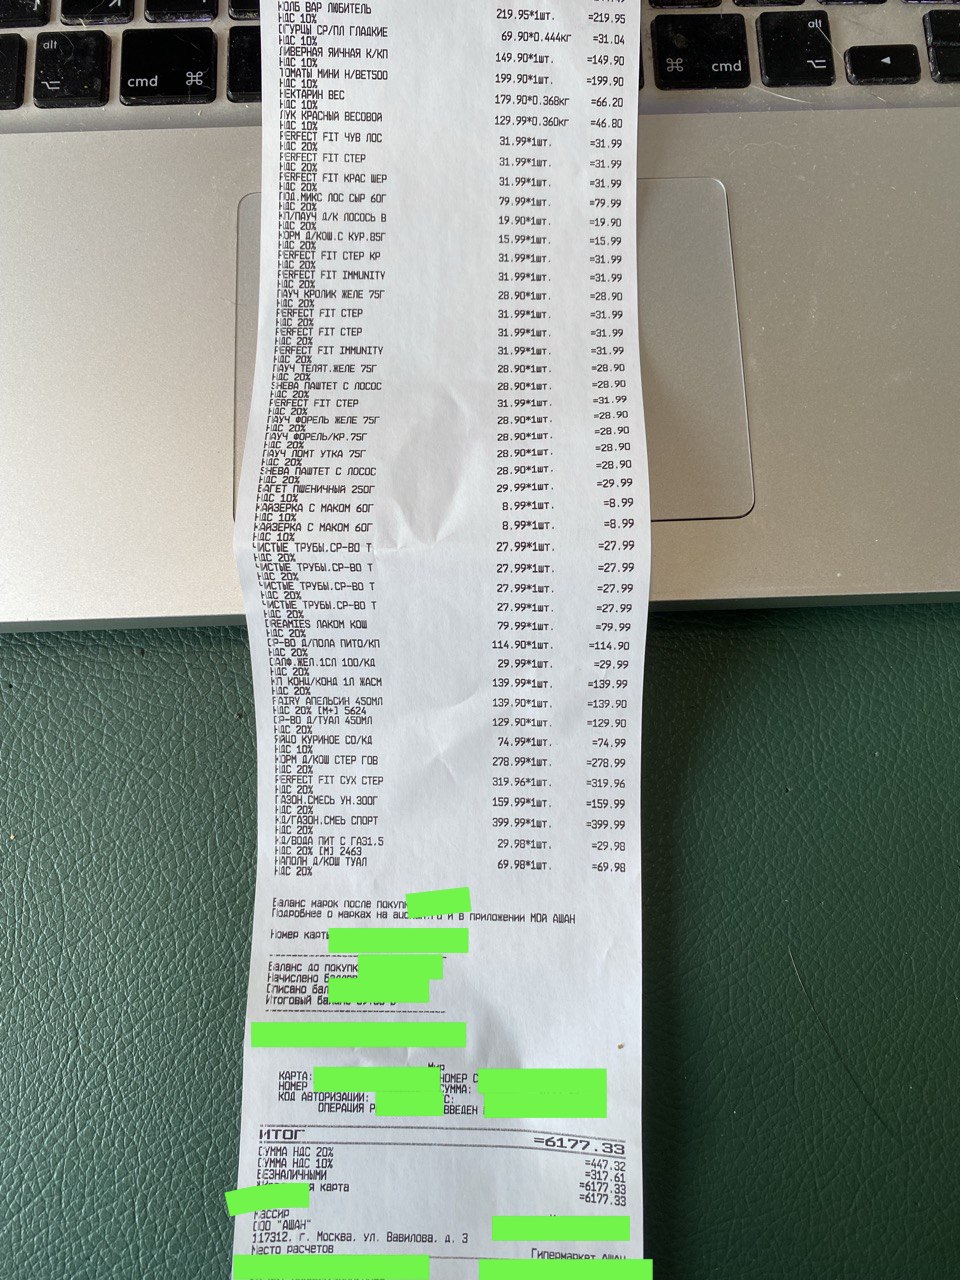 КОЛБ ВАР ЛЮБИТЕЛЬ 219.95*1шт. =219.95
НДС 10%
ОГУРЦЫ СР/ПЛ ГЛАДКИЕ 69.90*0.444кг =31.04
НДС 10%
ЛИВЕРНАЯ ЯИЧНАЯ К/КП 149.90*1шт. =149.90
НДС 10%
ТОМАТЫ МИНИ Н/ВЕТ500 199.90*1шт. =199.90
НДС 10%
НЕКТАРИН ВЕС 179.90*0.368кг =66.20
НДС 10%
ЛУК КРАСНЫЙ ВЕСОВОЙ 129.99*0.360кг =46.80
НДС 10%
PERFECT FIT ЧУВ ЛОС 31.99*1шт. =31.99
НДС 20%
PERFECT FIT СТЕР 31.99*1шт. =31.99
НДС 20%
PERFECT FIT КРАС ШЕР 31.99*1шт. =31.99
НДС 20%
ПОД.МИКС ЛОС СЫР 60Г 79.99*1шт. =79.99
НДС 20%
КП/ПАУЧ Д/К ЛОСОСЬ В 19.90*1шт. =19.90
НДС 20%
КОРМ Д/КОШ.С КУР.85Г 15.99*1шт. =15.99
НДС 20%
PERFECT FIT СТЕР КР 31.99*1шт. =31.99
НДС 20%
PERFECT FIT IMMUNITY 31.99*1шт. =31.99
НДС 20%
ПАУЧ КРОЛИК ЖЕЛЕ 75Г 28.90*1шт. =28.90
НДС 20%
PERFECT FIT СТЕР 31.99*1шт. =31.99
НДС 20%
PERFECT FIT СТЕР 31.99*1шт. =31.99
НДС 20%
PERFECT FIT IMMUNITY 31.99*1шт. =31.99
НДС 20%
ПАУЧ ТЕЛЯТ.ЖЕЛЕ 75Г 28.90*1шт. =28.90
НДС 20%
SHEBA ПАШТЕТ С ЛОСОС 28.90*1шт. =28.90
НДС 20%
PERFECT FIT СТЕР 31.99*1шт. =31.99
НДС 20%
ПАУЧ ФОРЕЛЬ ЖЕЛЕ 75Г 28.90*1шт. =28.90
НДС 20%
ПАУЧ ФОРЕЛЬ/КР.75Г 28.90*1шт. =28.90
НДС 20%
ПАУЧ ЛОМТ УТКА 75Г 28.90*1шт. =28.90
НДС 20%
SHEBA ПАШТЕТ С ЛОСОС 28.90*1шт. =28.90
НДС 20%
БАГЕТ ПШЕНИЧНЫЙ 250Г 29.99*1шт. =29.99
НДС 10%
КАЙЗЕРКА С МАКОМ 60Г 8.99*1шт. =8.99
НДС 10%
КАЙЗЕРКА С МАКОМ 60Г 8.99*1шт. =8.99
НДС 10%
ЧИСТЫЕ ТРУБЫ.СР-ВО Т 27.99*1шт. =27.99
НДС 20%
ЧИСТЫЕ ТРУБЫ.СР-ВО Т 27.99*1шт. =27.99
НДС 20%
ЧИСТЫЕ ТРУБЫ.СР-ВО Т 27.99*1шт. =27.99
НДС 20%
ЧИСТЫЕ ТРУБЫ.СР-ВО Т 27.99*1шт. =27.99
НДС 20%
DREAMIES ЛАКОМ КОШ 79.99*1шт. =79.99
НДС 20%
СР-ВО Д/ПОЛА ПИТО/КП 114.90*1шт. =114.90
НДС 20%
САЛФ.ЖЕЛ.1СЛ 100/КД 29.99*1шт. =29.99
НДС 20%
КП КОНЦ/КОНД 1Л ЖАСМ 139.99*1шт. =139.99
НДС 20%
FAIRY АПЕЛЬСИН 450МЛ 139.90*1шт. =139.90
НДС 20% [М+] 5624
СР-ВО Д/ТУАЛ 450МЛ 129.90*1шт. =129.90
НДС 20%
ЯЙЦО КУРИНОЕ СО/КД 74.99*1шт. =74.99
НДС 10%
КОРМ Д/КОШ СТЕР ГОВ 278.99*1шт. =278.99
НДС 20%
PERFECT FIT СУХ СТЕР 319.96*1шт. =319.96
НДС 20%
ГАЗОН.СМЕСЬ УН.300Г 159.99*1шт. =159.99
НДС 20%
КД/ГАЗОН.СМЕЬ СПОРТ 399.99*1шт. =399.99
НДС 20%
КД/ВОДА ПИТ С ГАЗ1.5 29.98*1шт. =29.98
НДС 20% [М] 2463
НАПОЛН Д/КОШ ТУАЛ 69.98*1шт. =69.98
НДС 20%
Баланс марок после покупк
Подробнее о марках на и в приложении МОЙ АШАН
Номер карты
Баланс до покупк
Начислено
Списано бал
Итоговый
Мир
КАРТА: НОМЕР С
НОМЕР СУММА:
КОД АВТОРИЗАЦИИ: С:
ОПЕРАЦИЯ Р ВВЕДЕН
ИТОГ =6177.33
СУММА НДС 20% =447.32
СУММА НДС 10% =317.61
БЕЗНАЛИЧНЫМИ =6177.33
карта =6177.33
Кассир
ООО "АШАН"
117312, г. Москва, ул. Вавилова, д. 3
Место расчетов Гипермаркет АШАН
alt
cmd
cmd
alt